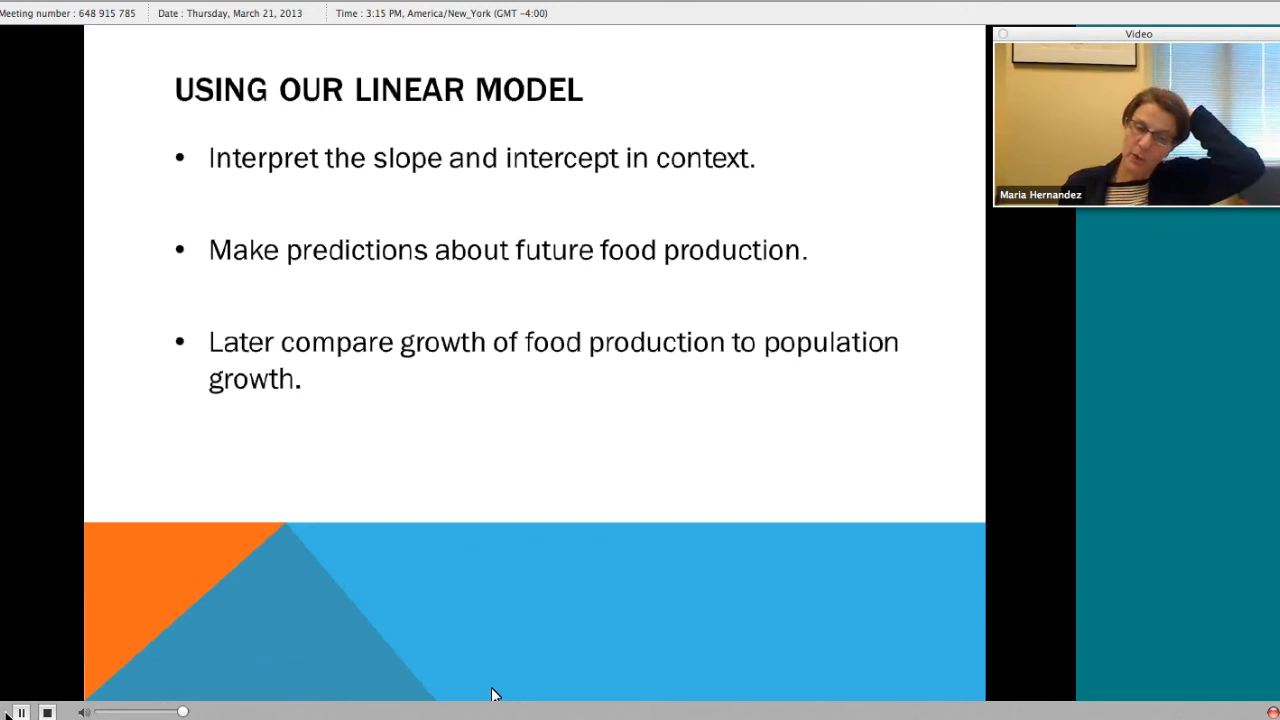 Meeting number : 648 915 785 Date : Thursday, March 21, 2013 Time : 3:15 PM, America/New_York (GMT -4:00)
Video
USING OUR LINEAR MODEL
• Interpret the slope and intercept in context.
Maria Hernandez
• Make predictions about future food production.
• Later compare growth of food production to population
growth.